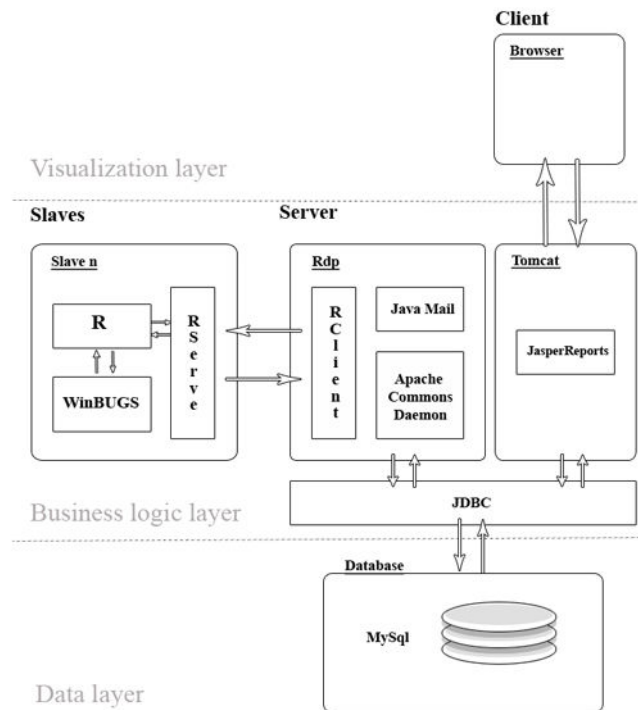 Client
Browser
Visualization layer
Slaves
Server
Slave n
Rdp
Tomcat
R
RServe
RClient
Java Mail
JasperReports
WinBUGS
Apache
Commons
Daemon
JDBC
Business logic layer
Database
MySql
Data layer